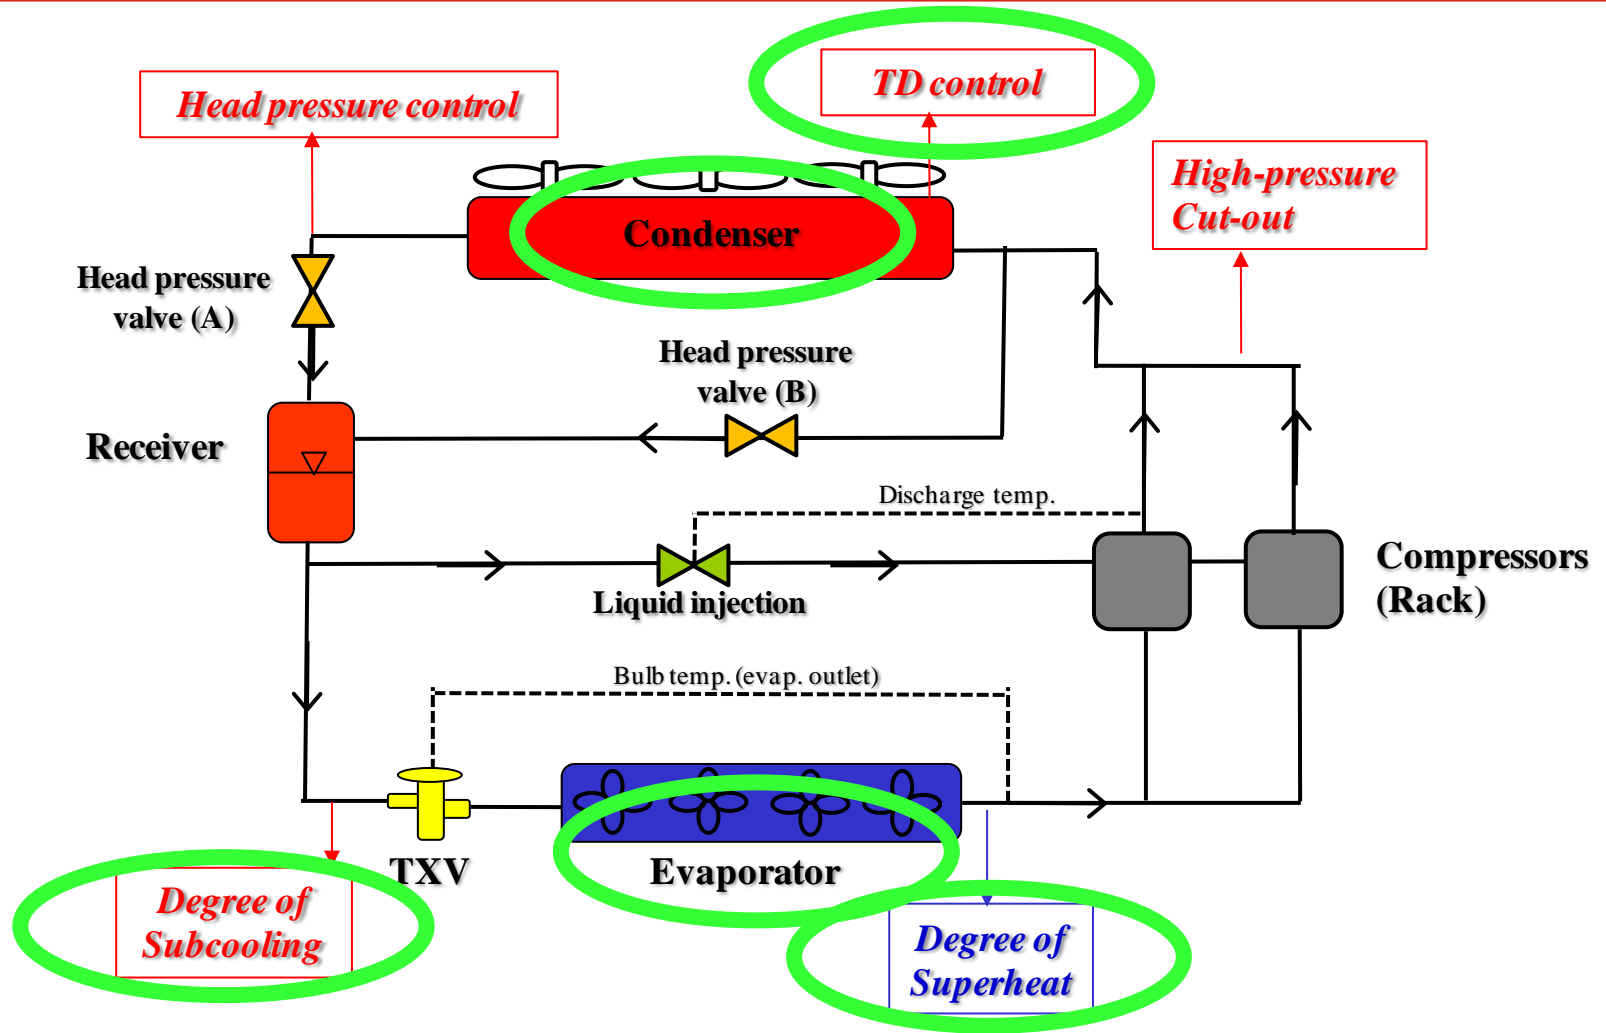 TD control
Head pressure control
High-pressure
Cut-out
Condenser
Head pressure
valve (A)
Head pressure
valve (B)
Receiver
Discharge temp.
Compressors
(Rack)
Liquid injection
Bulb temp. (evap. outlet)
TXV
Evaporator
Degree of
Subcooling
Degree of
Superheat